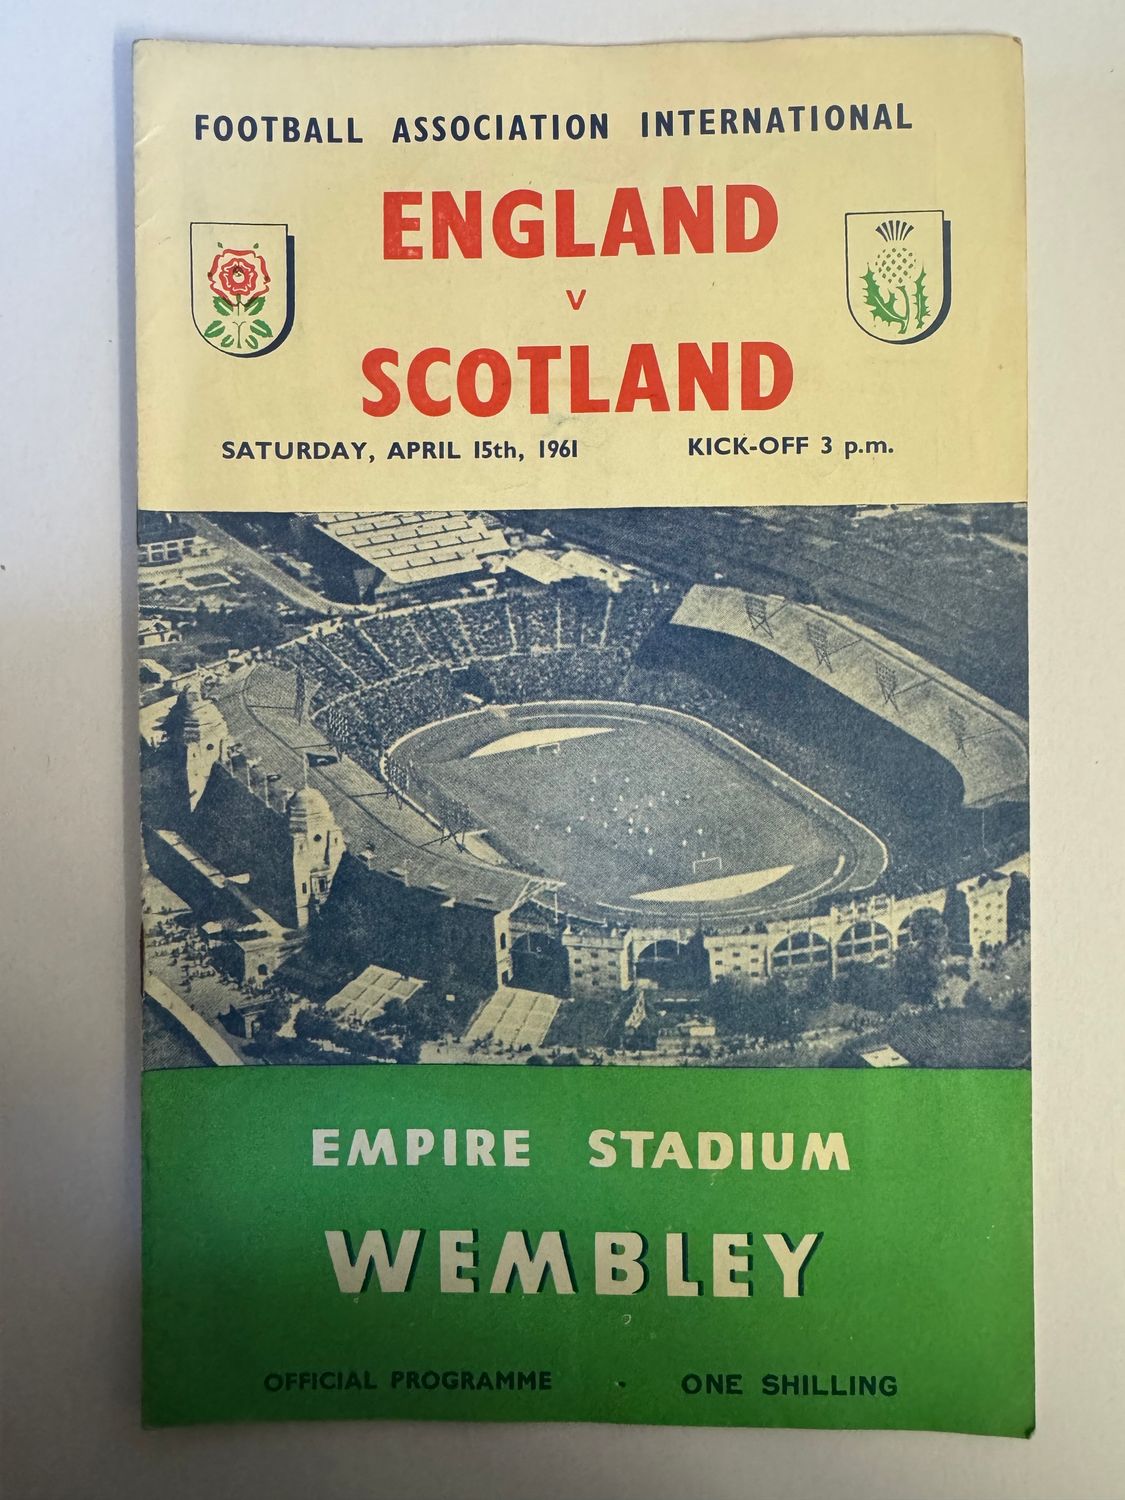 FOOTBALL ASSOCIATION INTERNATIONAL
ENGLAND
v
SCOTLAND
SATURDAY, APRIL 15th, 1961 KICK-OFF 3 p.m.
EMPIRE STADIUM
WEMBLEY
OFFICIAL PROGRAMME · ONE SHILLING